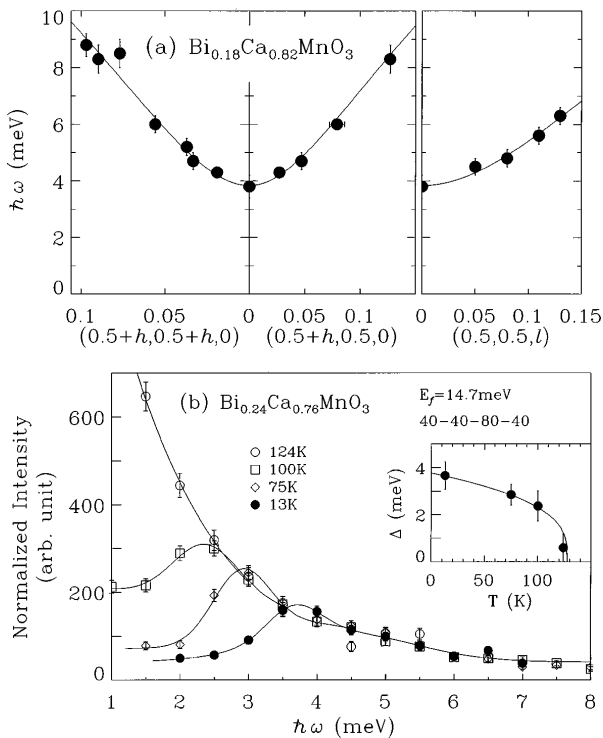 (a) Bi0.18Ca0.82MnO3
ħω (meV)
10
8
6
4
2
0
0.1 0.05 0 0.05 0.1 0 0.05 0.10 0.15
(0.5+h,0.5+h,0) (0.5+h,0.5,0) (0.5,0.5,l)
(b) Bi0.24Ca0.76MnO3
Ef=14.7meV
40-40-80-40
124K
100K
75K
13K
Normalized Intensity
(arb. unit)
600
400
200
0
Δ (meV)
4
2
0
0 50 100
T (K)
1 2 3 4 5 6 7 8
ħω (meV)